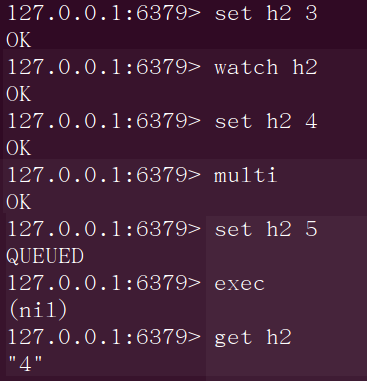 127.0.0.1:6379> set h2 3
OK
127.0.0.1:6379> watch h2
OK
127.0.0.1:6379> set h2 4
OK
127.0.0.1:6379> multi
OK
127.0.0.1:6379> set h2 5
QUEUED
127.0.0.1:6379> exec
(nil)
127.0.0.1:6379> get h2
"4"